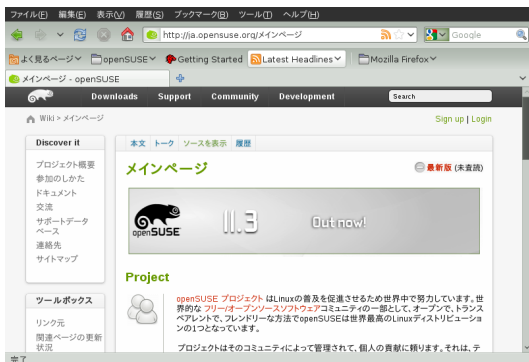 ファイル(F) 編集(E) 表示(V) 履歴(S) ブックマーク(B) ツール(T) ヘルプ(H)
http://ja.opensuse.org/メインページ
Google
よく見るページ openSUSE Getting Started Latest Headlines Mozilla Firefox
メインページ - openSUSE
Downloads Support Community Development Search
Wiki > メインページ Sign up | Login
Discover it
プロジェクト概要
参加のしかた
ドキュメント
交流
サポートデータ
ベース
連絡先
サイトマップ
ツールボックス
リンク元
関連ページの更新
状況
本文 トーク ソースを表示 履歴
メインページ
最新版 (未査読)
openSUSE 11.3 Out now!
Project
openSUSE プロジェクト はLinuxの普及を促進させるため世界中で努力しています。世
界的な フリー/オープンソースソフトウェアコミュニティの一部として、オープンで、トランス
ペアレントで、フレンドリーな方法でopenSUSEは世界最高のLinuxディストリビューショ
ンの1つとなっています。
プロジェクトはそのコミュニティによって管理されて、個人の貢献に頼ります。それは、テ
完了